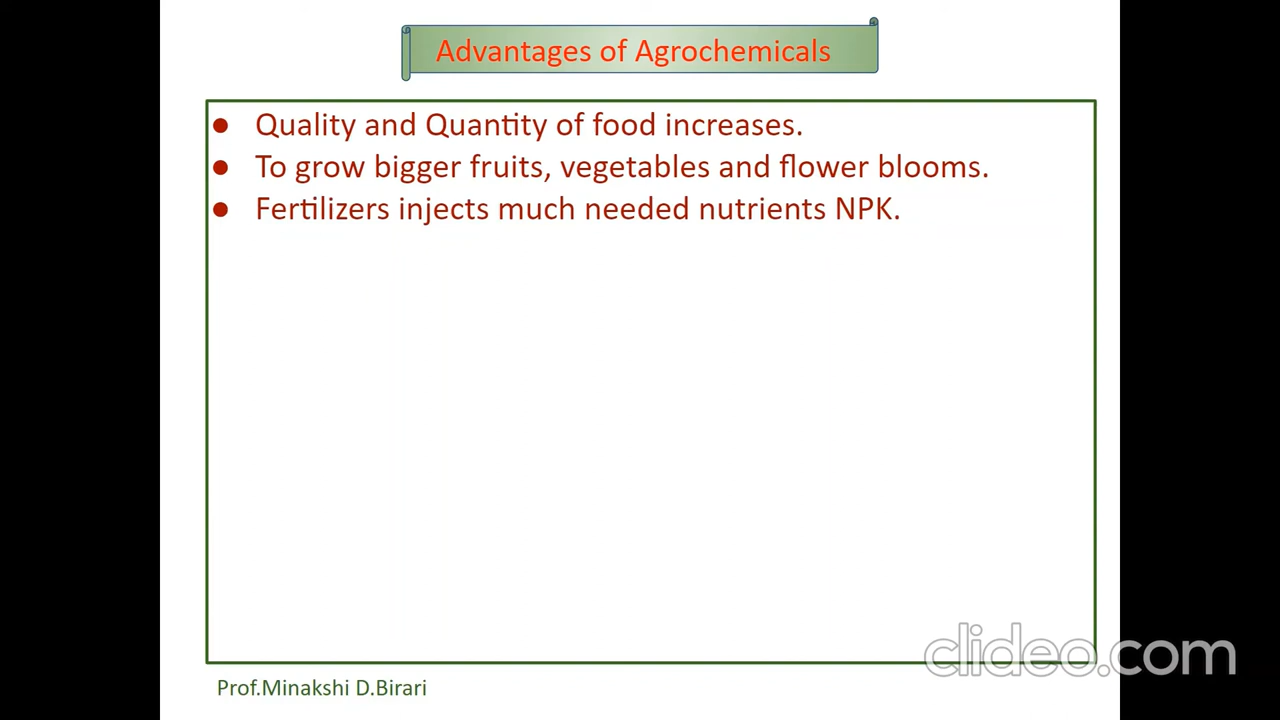 Advantages of Agrochemicals
● Quality and Quantity of food increases.
● To grow bigger fruits, vegetables and flower blooms.
● Fertilizers injects much needed nutrients NPK.
clideo.com
Prof.Minakshi D.Birari